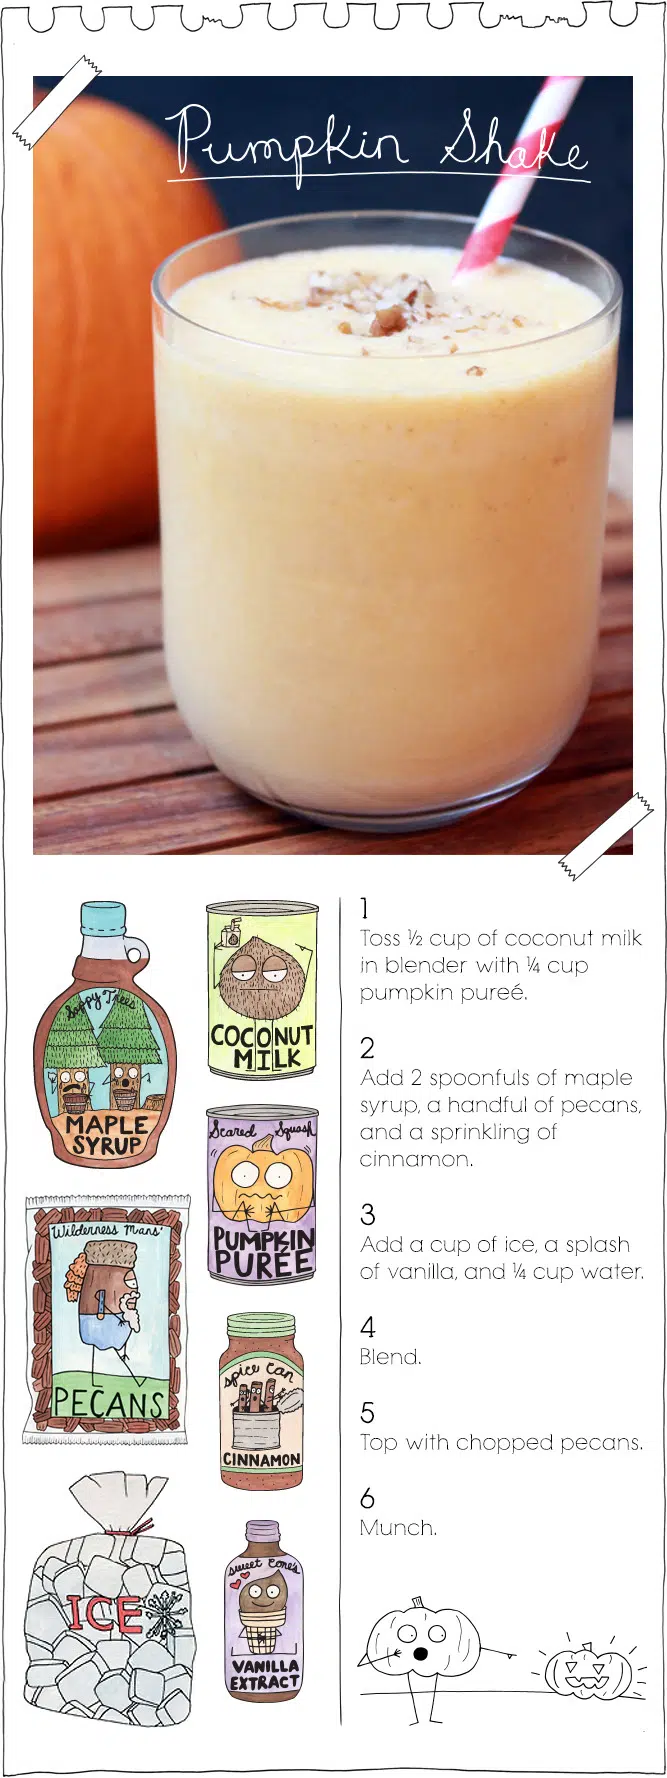 Pumpkin Shake
Sappy Trees'
MAPLE
SYRUP
COCONUT
MILK
Scared Squash
PUMPKIN
PURÉE
Wilderness Mans'
PECANS
Spice Can
CINNAMON
ICE
Sweet Cone's
VANILLA
EXTRACT
1
Toss ½ cup of coconut milk
in blender with ¼ cup
pumpkin pureé.
2
Add 2 spoonfuls of maple
syrup, a handful of pecans,
and a sprinkling of
cinnamon.
3
Add a cup of ice, a splash
of vanilla, and ¼ cup water.
4
Blend.
5
Top with chopped pecans.
6
Munch.